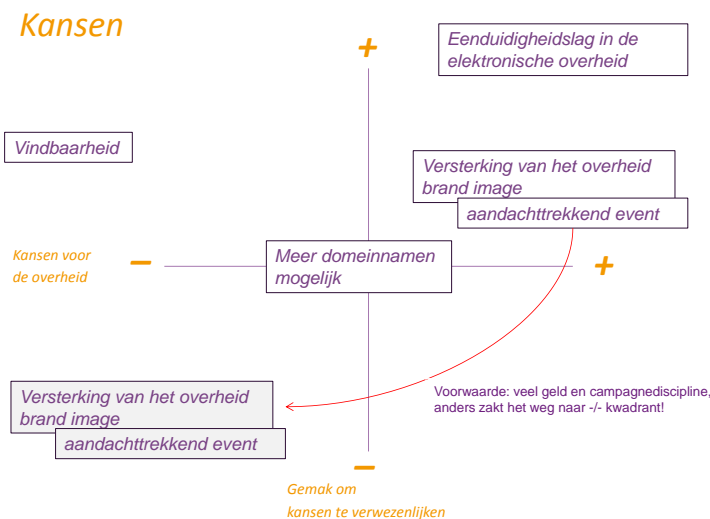 Kansen
+
Eenduidigheidslag in de
elektronische overheid
Vindbaarheid
Versterking van het overheid
brand image
aandachttrekkend event
Kansen voor
de overheid
–
Meer domeinnamen
mogelijk
+
Versterking van het overheid
brand image
aandachttrekkend event
Voorwaarde: veel geld en campagnediscipline,
anders zakt het weg naar -/- kwadrant!
–
Gemak om
kansen te verwezenlijken